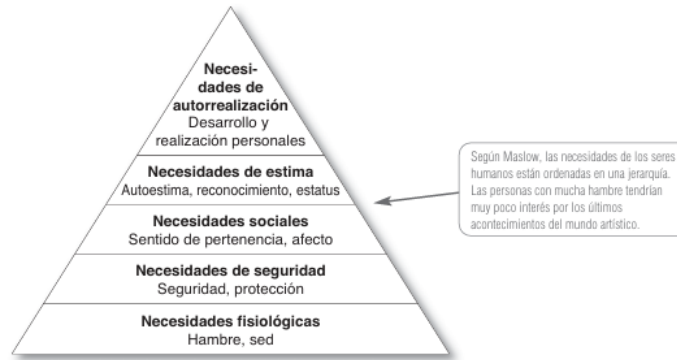 Necesi-
dades de
autorrealización
Desarrollo y
realización personales
Necesidades de estima
Autoestima, reconocimiento, estatus
Necesidades sociales
Sentido de pertenencia, afecto
Necesidades de seguridad
Seguridad, protección
Necesidades fisiológicas
Hambre, sed
Según Maslow, las necesidades de los seres
humanos están ordenadas en una jerarquía.
Las personas con mucha hambre tendrían
muy poco interés por los últimos
acontecimientos del mundo artístico.